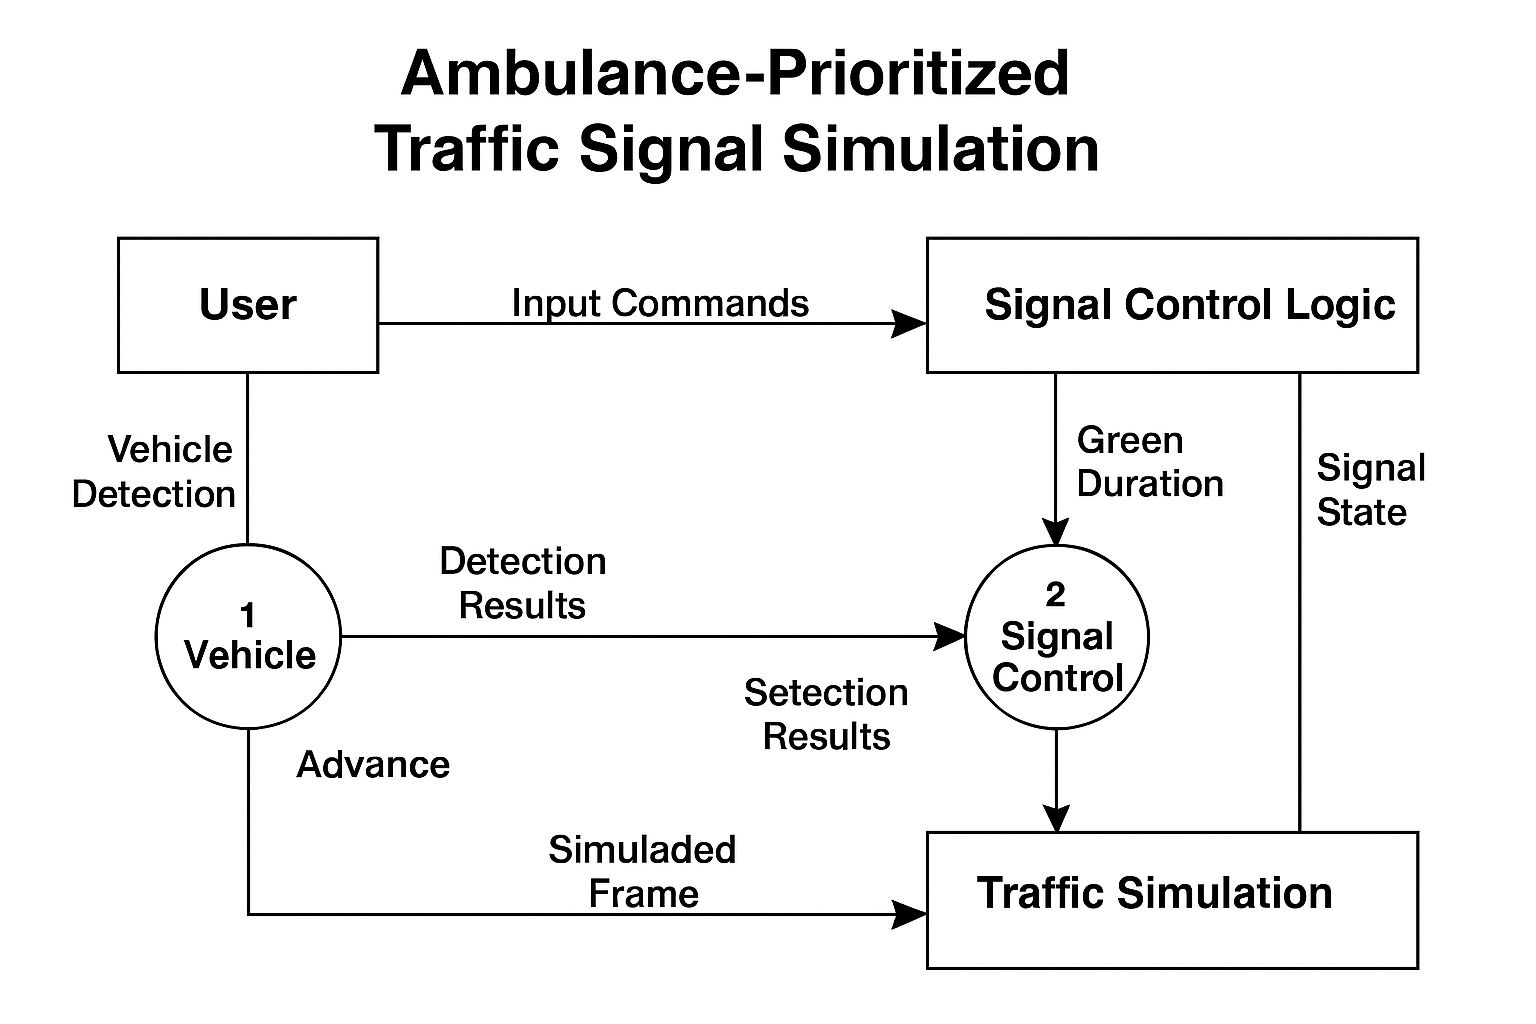 Ambulance-Prioritized
Traffic Signal Simulation
User
Input Commands
Signal Control Logic
Vehicle
Detection
Green
Duration
Signal
State
Detection
Results
1
Vehicle
2
Signal
Control
Setection
Results
Advance
Simuladed
Frame
Traffic Simulation